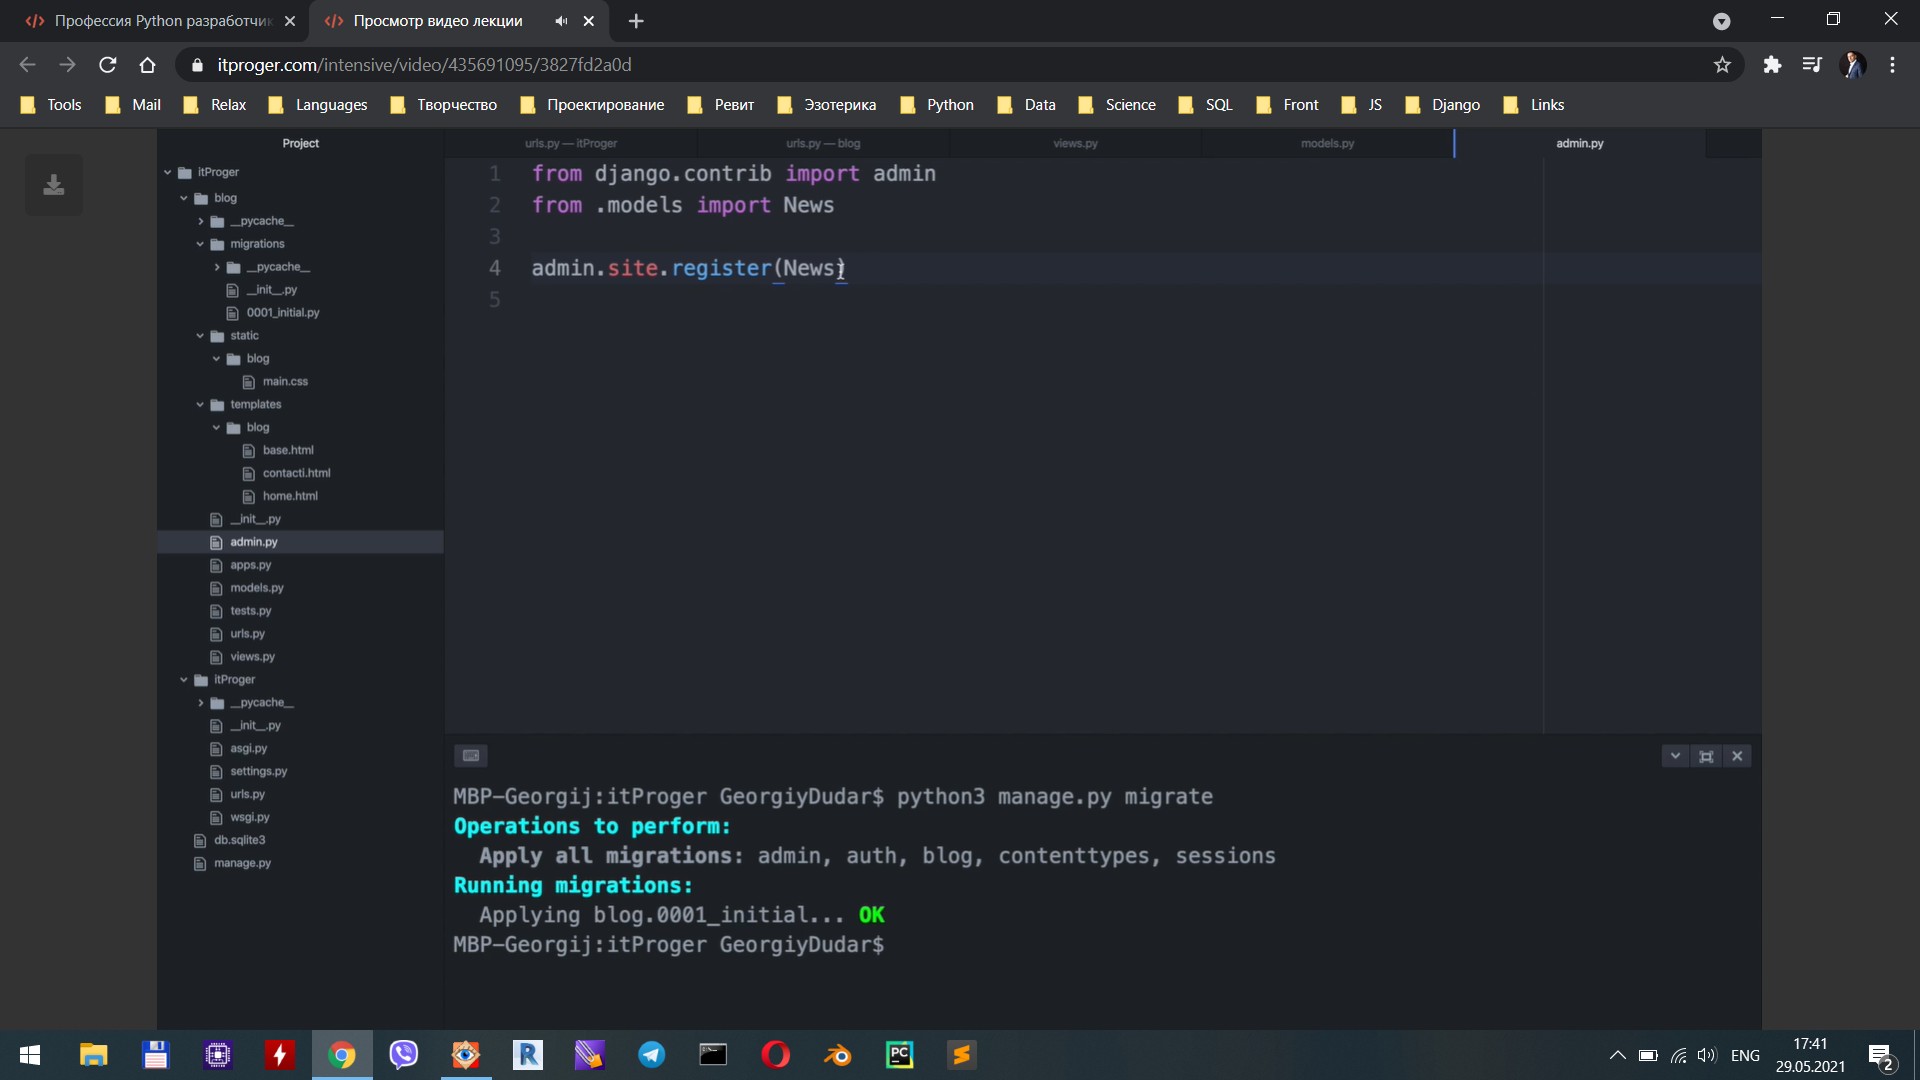 Профессия Python разработчик
Просмотр видео лекции
itproger.com/intensive/video/435691095/3827fd2a0d
Tools
Mail
Relax
Languages
Творчество
Проектирование
Ревит
Эзотерика
Python
Data
Science
SQL
Front
JS
Django
Links
Project
itProger
blog
__pycache__
migrations
__pycache__
__init__.py
0001_initial.py
static
blog
main.css
templates
blog
base.html
contacti.html
home.html
__init__.py
admin.py
apps.py
models.py
tests.py
urls.py
views.py
itProger
__pycache__
__init__.py
asgi.py
settings.py
urls.py
wsgi.py
db.sqlite3
manage.py
urls.py — itProger
urls.py — blog
views.py
models.py
admin.py
1 from django.contrib import admin
2 from .models import News
3
4 admin.site.register(News)
5
MBP-Georgij:itProger GeorgiyDudar$ python3 manage.py migrate
Operations to perform:
Apply all migrations: admin, auth, blog, contenttypes, sessions
Running migrations:
Applying blog.0001_initial... OK
MBP-Georgij:itProger GeorgiyDudar$
R
PC
ENG
17:41
29.05.2021
2